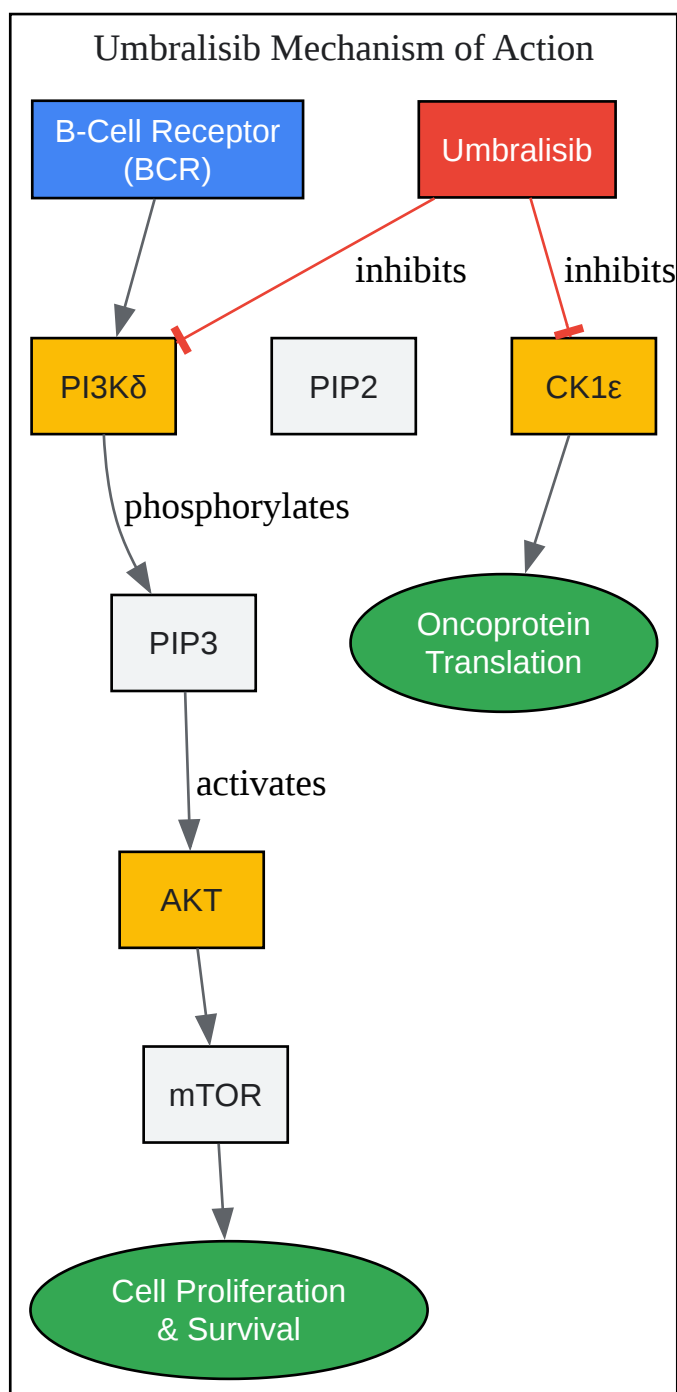 Umbralisib Mechanism of Action
B-Cell Receptor
(BCR)
Umbralisib
inhibits
inhibits
PI3Kδ
PIP2
CK1ε
phosphorylates
PIP3
Oncoprotein
Translation
activates
AKT
mTOR
Cell Proliferation
& Survival